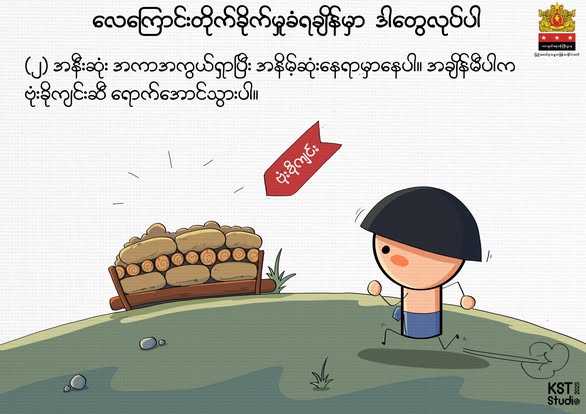 လေကြောင်းတိုက်ခိုက်မှုခံရချိန်မှာ ဒါတွေလုပ်ပါ
(၂) အနီးဆုံး အကာအကွယ်ရှာပြီး အနိမ့်ဆုံးနေရာမှာနေပါ။ အချိန်မီပါက
ဗုံးခိုကျင်းဆီ ရောက်အောင်သွားပါ။
ဗုံးခိုကျင်း
KST
Studio
2025